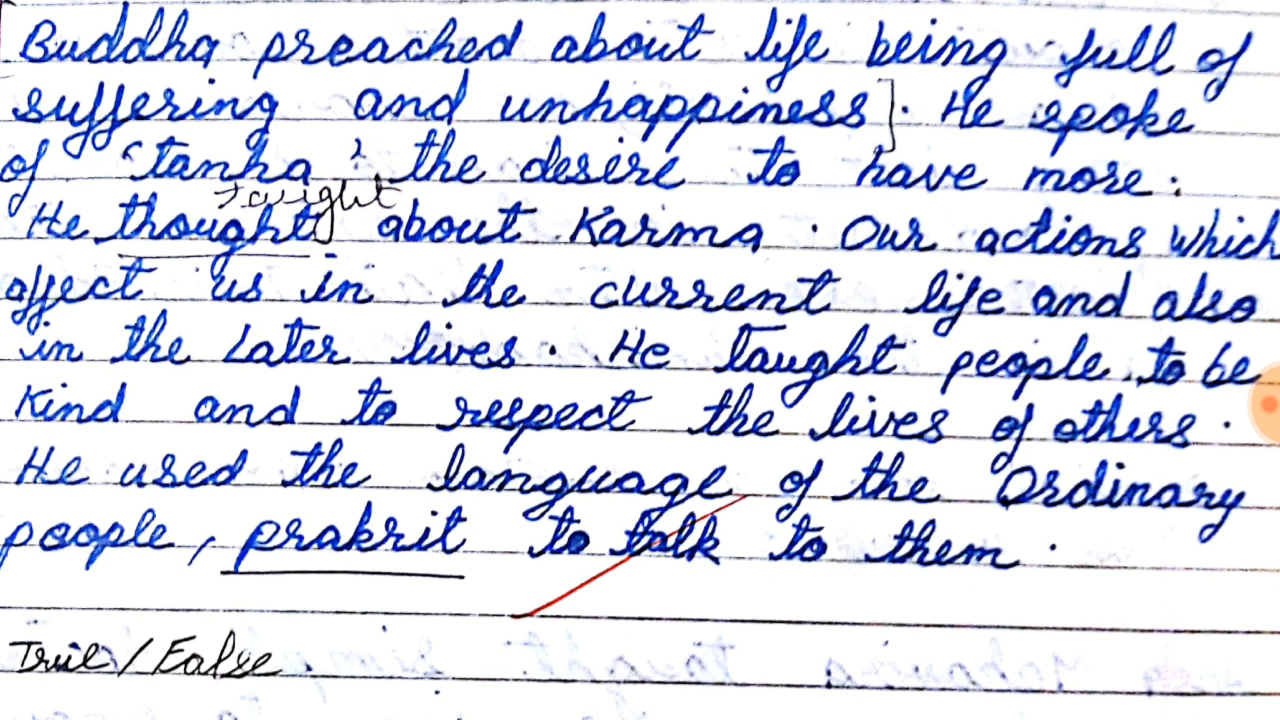 Buddha preached about life being full of
suffering and unhappiness]. He spoke
of 'tanha', the desire to have more.
Taught
He thought about Karma. Our actions which
affect us in the current life and also
in the Later lives. He taught people to be
Kind and to respect the lives of others.
He used the language of the Ordinary
people, prakrit to talk to them.
True/False